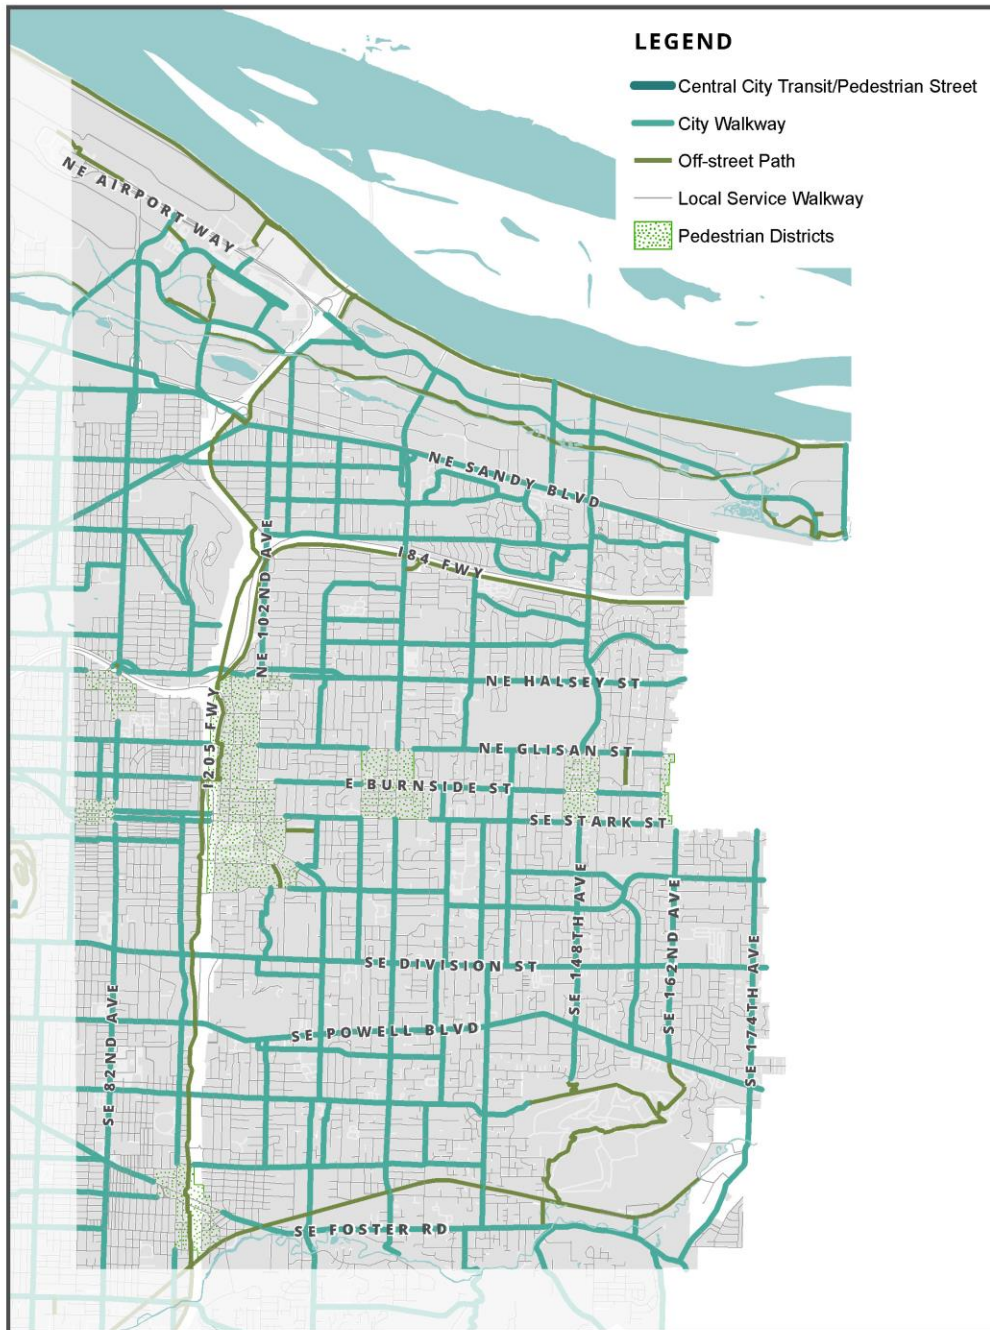 LEGEND
Central City Transit/Pedestrian Street
City Walkway
Off-street Path
Local Service Walkway
Pedestrian Districts
NE AIRPORT WAY
NE SANDY BLVD
I 84 FWY
NE 102ND AVE
NE HALSEY ST
I 205 FWY
NE GLISAN ST
E BURNSIDE ST
SE STARK ST
SE 148TH AVE
SE 162ND AVE
SE 174TH AVE
SE DIVISION ST
SE 82ND AVE
SE POWELL BLVD
SE FOSTER RD